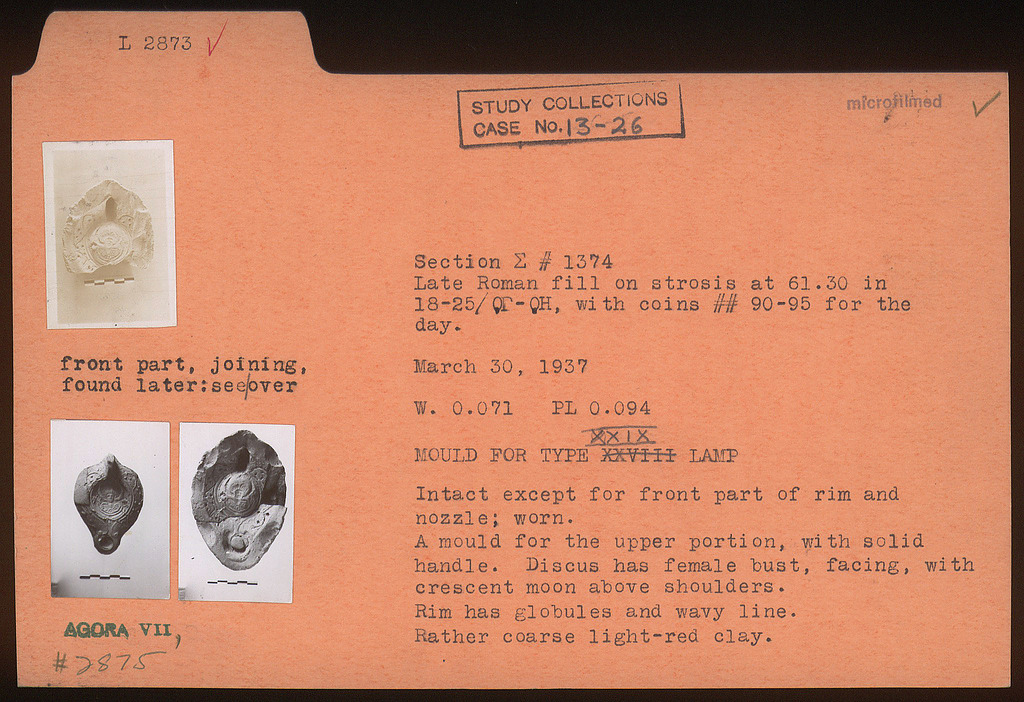 L 2873 ✓
STUDY COLLECTIONS
CASE No. 13-26
microfilmed ✓
Section Σ # 1374
Late Roman fill on strosis at 61.30 in
18-25/ΟΓ-ΟΗ, with coins ## 90-95 for the
day.
front part, joining,
found later:see/over
March 30, 1937
W. 0.071 PL 0.094
XXIX
MOULD FOR TYPE XXVIII LAMP
Intact except for front part of rim and
nozzle; worn.
A mould for the upper portion, with solid
handle. Discus has female bust, facing, with
crescent moon above shoulders.
Rim has globules and wavy line.
Rather coarse light-red clay.
AGORA VII,
#2875